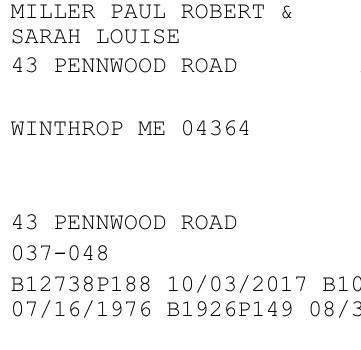 MILLER PAUL ROBERT &
SARAH LOUISE
43 PENNWOOD ROAD
WINTHROP ME 04364
43 PENNWOOD ROAD
037-048
B12738P188 10/03/2017 B10
07/16/1976 B1926P149 08/3